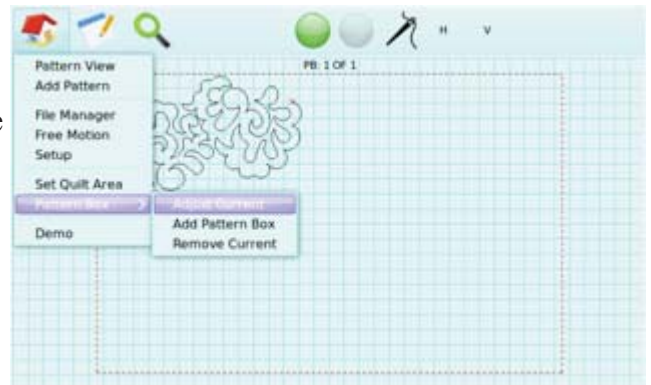 H V
PB: 1 OF 1
Pattern View
Add Pattern
File Manager
Free Motion
Setup
Set Quilt Area
Pattern Box >
Adjust Current
Add Pattern Box
Remove Current
Demo
e